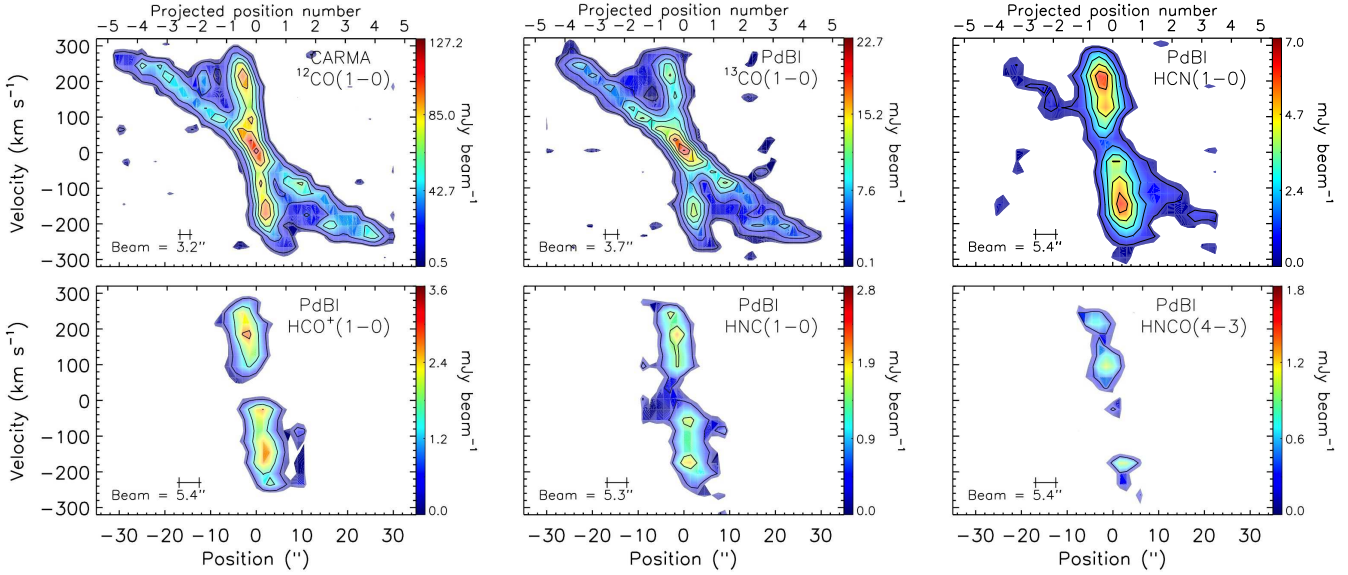 Projected position number Projected position number Projected position number
−5 −4 −3 −2 −1 0 1 2 3 4 5 −5 −4 −3 −2 −1 0 1 2 3 4 5 −5 −4 −3 −2 −1 0 1 2 3 4 5
300 200 100 0 −100 −200 −300
Velocity (km s⁻¹)
CARMA
¹²CO(1−0)
Beam = 3.2"
127.2 85.0 42.7 0.5
mJy beam⁻¹
PdBI
¹³CO(1−0)
Beam = 3.7"
22.7 15.2 7.6 0.1
mJy beam⁻¹
PdBI
HCN(1−0)
Beam = 5.4"
7.0 4.7 2.4 0.0
mJy beam⁻¹
300 200 100 0 −100 −200 −300
Velocity (km s⁻¹)
PdBI
HCO⁺(1−0)
Beam = 5.4"
3.6 2.4 1.2 0.0
mJy beam⁻¹
PdBI
HNC(1−0)
Beam = 5.3"
2.8 1.9 0.9 0.0
mJy beam⁻¹
PdBI
HNCO(4−3)
Beam = 5.4"
1.8 1.2 0.6 0.0
mJy beam⁻¹
−30 −20 −10 0 10 20 30 −30 −20 −10 0 10 20 30 −30 −20 −10 0 10 20 30
Position (") Position (") Position (")